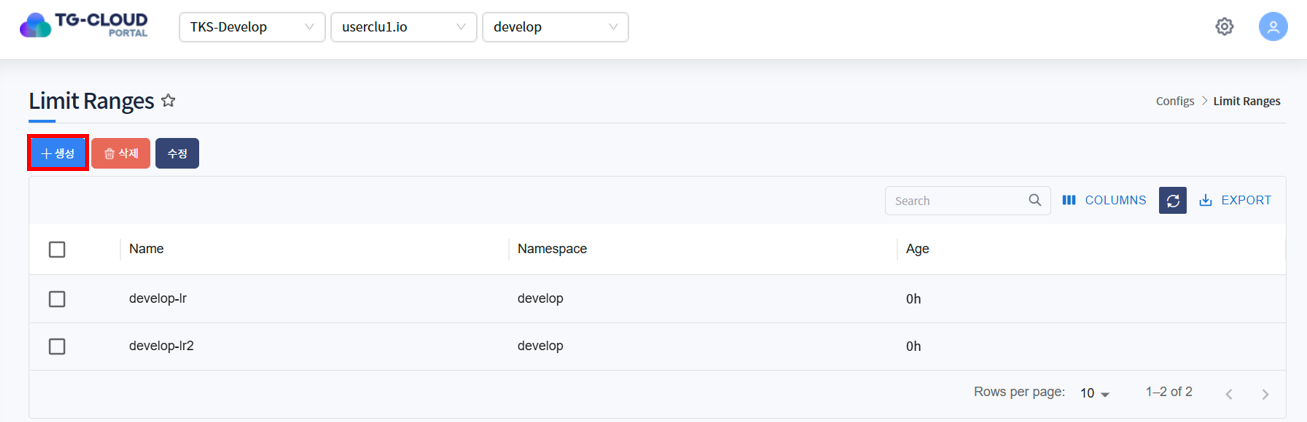 TG-CLOUD
PORTAL
TKS-Develop
userclu1.io
develop
Limit Ranges
Configs > Limit Ranges
+ 생성
삭제
수정
Search
COLUMNS
EXPORT
Name
Namespace
Age
develop-lr
develop
0h
develop-lr2
develop
0h
Rows per page: 10
1–2 of 2